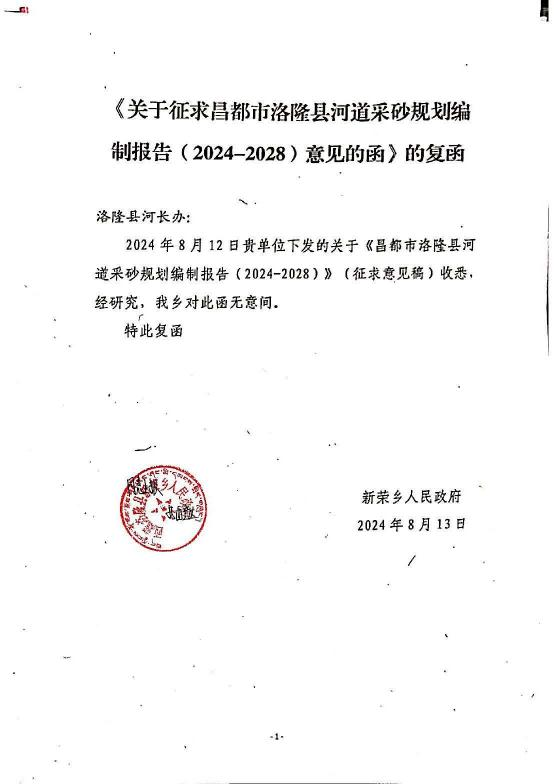 《关于征求昌都市洛隆县河道采砂规划编
制报告（2024–2028）意见的函》的复函
洛隆县河长办：
2024 年 8 月 12 日贵单位下发的关于《昌都市洛隆县河
道采砂规划编制报告（2024-2028）》（征求意见稿）收悉，
经研究，我乡对此函无意间。
特此复函
乡人民政
新荣乡人民政府
2024 年 8 月 13 日
-1-